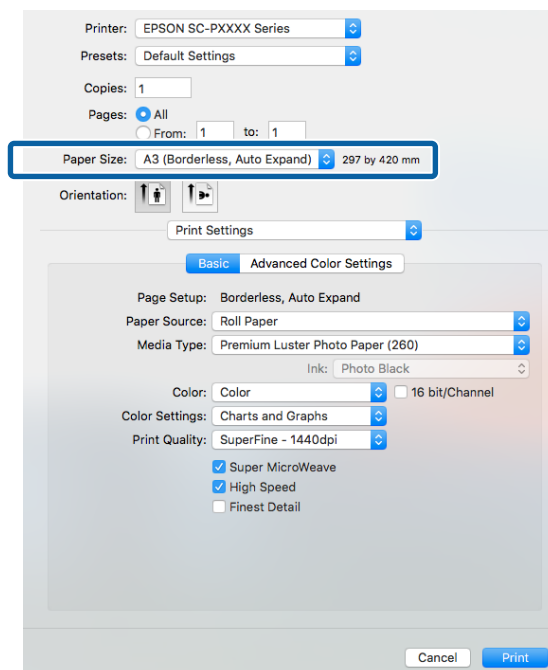 Printer: EPSON SC-PXXXX Series
Presets: Default Settings
Copies: 1
Pages: All
From: 1 to: 1
Paper Size: A3 (Borderless, Auto Expand) 297 by 420 mm
Orientation:
Print Settings
Basic Advanced Color Settings
Page Setup: Borderless, Auto Expand
Paper Source: Roll Paper
Media Type: Premium Luster Photo Paper (260)
Ink: Photo Black
Color: Color 16 bit/Channel
Color Settings: Charts and Graphs
Print Quality: SuperFine - 1440dpi
Super MicroWeave
High Speed
Finest Detail
Cancel Print